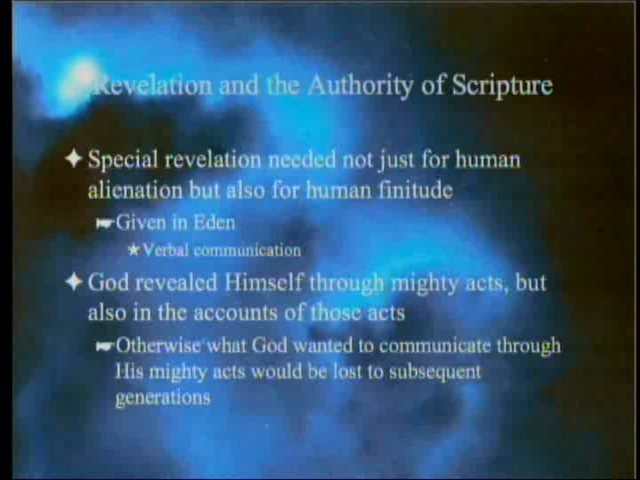 Revelation and the Authority of Scripture
Special revelation needed not just for human
alienation but also for human finitude
Given in Eden
Verbal communication
God revealed Himself through mighty acts, but
also in the accounts of those acts
Otherwise what God wanted to communicate through
His mighty acts would be lost to subsequent
generations